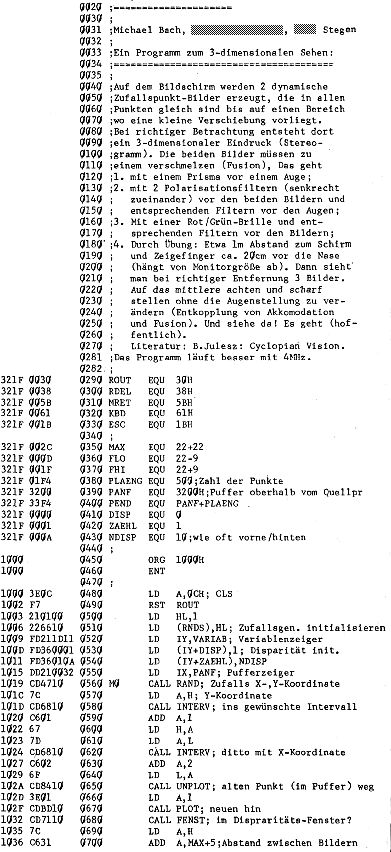 0020 ;=====================
0030 ;
0031 ;Michael Bach, Stegen
0032 ;
0033 ;Ein Programm zum 3-dimensionalen Sehen:
0034 ;=======================================
0035 ;
0040 ;Auf dem Bildschirm werden 2 dynamische
0050 ;Zufallspunkt-Bilder erzeugt, die in allen
0060 ;Punkten gleich sind bis auf einen Bereich
0070 ;wo eine kleine Verschiebung vorliegt.
0080 ;Bei richtiger Betrachtung entsteht dort
0090 ;ein 3-dimensionaler Eindruck (Stereo-
0100 ;gramm). Die beiden Bilder müssen zu
0110 ;einem verschmelzen (Fusion), Das geht
0120 ;1. mit einem Prisma vor einem Auge;
0130 ;2. mit 2 Polarisationsfiltern (senkrecht
0140 ; zueinander) vor den beiden Bildern und
0150 ; entsprechenden Filtern vor den Augen;
0160 ;3. Mit einer Rot/Grün-Brille und ent-
0170 ; sprechenden Filtern vor den Bildern;
0180 ;4. Durch Übung: Etwa 1m Abstand zum Schirm
0190 ; und Zeigefinger ca. 20cm vor die Nase
0200 ; (hängt von Monitorgröße ab). Dann sieht
0210 ; man bei richtiger Entfernung 3 Bilder.
0220 ; Auf das mittlere achten und scharf
0230 ; stellen ohne die Augenstellung zu ver-
0240 ; ändern (Entkopplung von Akkomodation
0250 ; und Fusion). Und siehe da! Es geht (hof-
0260 ; fentlich).
0270 ; Literatur: B.Julesz: Cyclopian Vision.
0281 ;Das Programm läuft besser mit 4MHz.
0282 ;
321F 0030 0290 ROUT EQU 30H
321F 0038 0300 RDEL EQU 38H
321F 005B 0310 MRET EQU 5BH
321F 0061 0320 KBD EQU 61H
321F 001B 0330 ESC EQU 1BH
0340 ;
321F 002C 0350 MAX EQU 22+22
321F 000D 0360 FLO EQU 22-9
321F 001F 0370 FHI EQU 22+9
321F 01F4 0380 PLAENG EQU 500;Zahl der Punkte
321F 3200 0390 PANF EQU 3200H;Puffer oberhalb vom Quellpr
321F 33F4 0400 PEND EQU PANF+PLAENG
321F 0000 0410 DISP EQU 0
321F 0001 0420 ZAEHL EQU 1
321F 000A 0430 NDISP EQU 10;wie oft vorne/hinten
0440 ;
1000 0450 ORG 1000H
1000 0460 ENT
0470 ;
1000 3E0C 0480 LD A,0CH; CLS
1002 F7 0490 RST ROUT
1003 210100 0500 LD HL,1
1006 226610 0510 LD (RNDS),HL; Zufallsgen. initialisieren
1009 FD211D11 0520 LD IY,VARIAB; Variablenzeiger
100D FD360001 0530 LD (IY+DISP),1; Disparität init.
1011 FD36010A 0540 LD (IY+ZAEHL),NDISP
1015 DD210032 0550 LD IX,PANF; Pufferzeiger
1019 CD4710 0560 M0 CALL RAND; Zufalls X-,Y-Koordinate
101C 7C 0570 LD A,H; Y-Koordinate
101D CD6810 0580 CALL INTERV; ins gewünschte Intervall
1020 C601 0590 ADD A,1
1022 67 0600 LD H,A
1023 7D 0610 LD A,L
1024 CD6810 0620 CALL INTERV; ditto mit X-Koordinate
1027 C602 0630 ADD A,2
1029 6F 0640 LD L,A
102A CD8410 0650 CALL UNPLOT; alten Punkt (im Puffer) weg
102D 3E01 0660 LD A,1
102F CDBD10 0670 CALL PLOT; neuen hin
1032 CD7110 0680 CALL FENST; im Dispraritäts-Fenster?
1035 7C 0690 LD A,H
1036 C631 0700 ADD A,MAX+5;Abstand zwischen Bildern